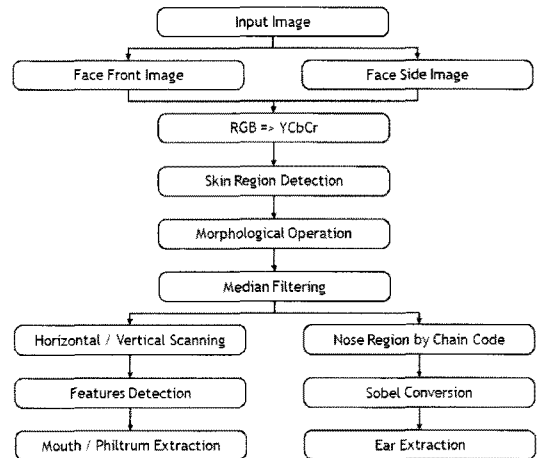 Input Image
Face Front Image
Face Side Image
RGB => YCbCr
Skin Region Detection
Morphological Operation
Median Filtering
Horizontal / Vertical Scanning
Nose Region by Chain Code
Features Detection
Sobel Conversion
Mouth / Philtrum Extraction
Ear Extraction